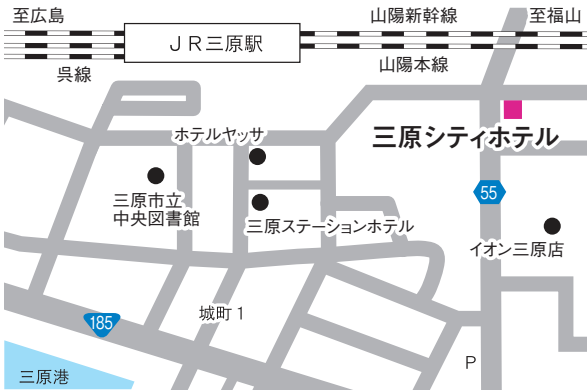 至広島
山陽新幹線
至福山
JR三原駅
呉線
山陽本線
ホテルヤッサ
三原シティホテル
三原市立
中央図書館
55
三原ステーションホテル
イオン三原店
城町1
185
P
三原港